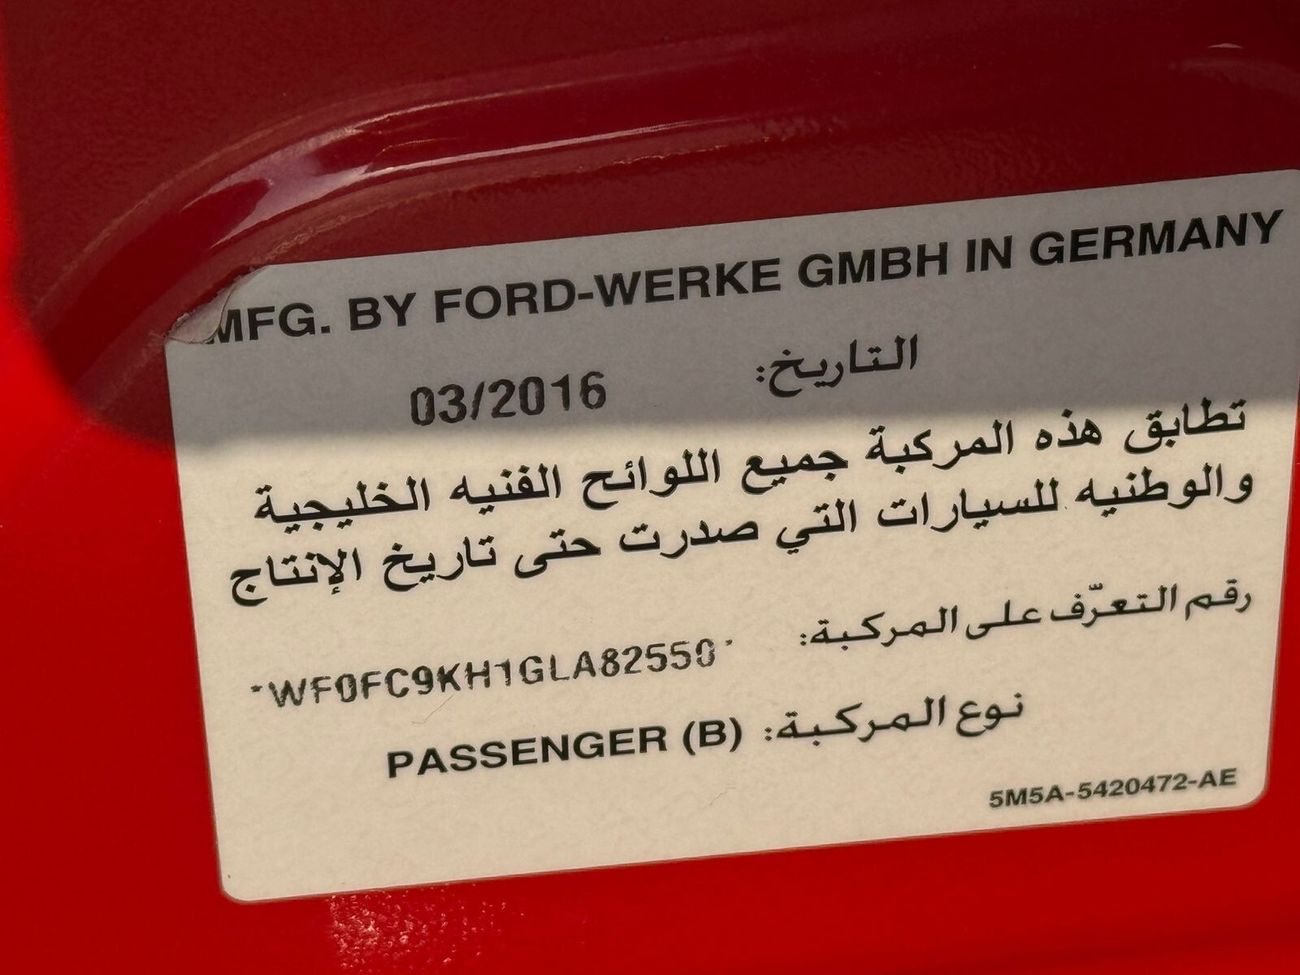 MFG. BY FORD-WERKE GMBH IN GERMANY
التاريخ: 03/2016
تطابق هذه المركبة جميع اللوائح الفنيه الخليجية
والوطنيه للسيارات التي صدرت حتى تاريخ الإنتاج
رقم التعرّف على المركبة: *WF0FC9KH1GLA82550*
نوع المركبة: PASSENGER (B)
5M5A-5420472-AE